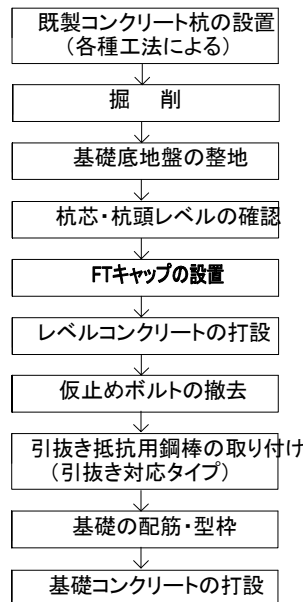 既製コンクリート杭の設置
（各種工法による）
掘　削
基礎底地盤の整地
杭芯・杭頭レベルの確認
FTキャップの設置
レベルコンクリートの打設
仮止めボルトの撤去
引抜き抵抗用鋼棒の取り付け
（引抜き対応タイプ）
基礎の配筋・型枠
基礎コンクリートの打設